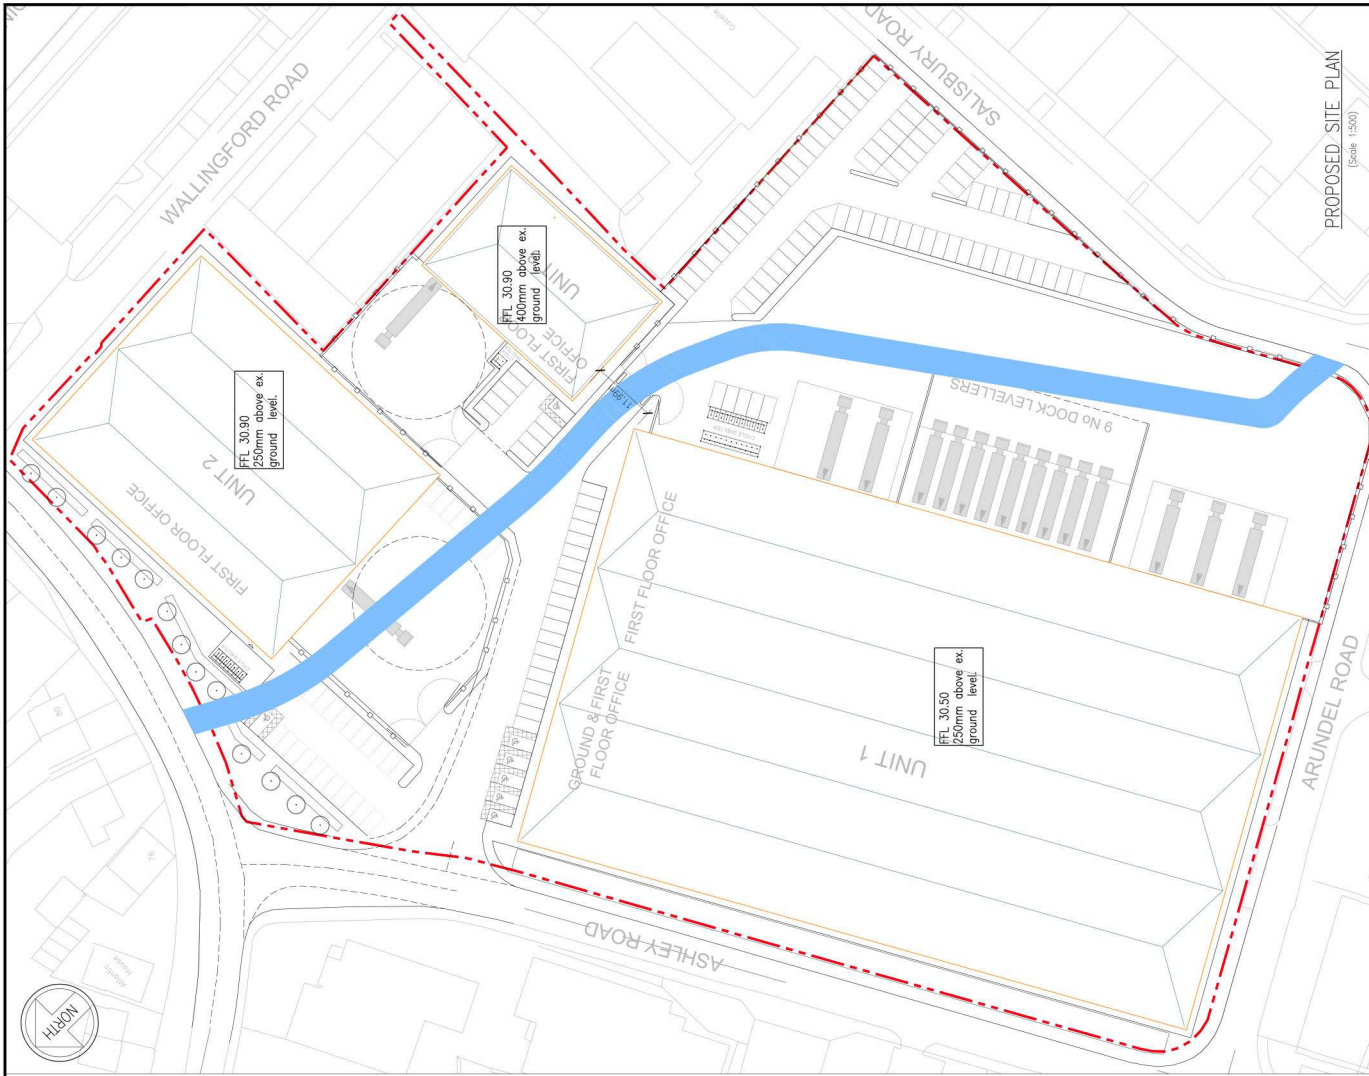 WALLINGFORD ROAD
SALISBURY ROAD
PROPOSED SITE PLAN
(Scale 1:500)
FFL 30.90
400mm above ex.
ground level.
UNIT
FIRST FLOOR
OFFICE
FFL 30.90
250mm above ex.
ground level.
UNIT 2
FIRST FLOOR OFFICE
CYCLE SHELTER
9 No DOCK LEVELLERS
FIRST FLOOR OFFICE
GROUND & FIRST
FLOOR OFFICE
FFL 30.50
250mm above ex.
ground level.
UNIT 1
ARUNDEL ROAD
ASHLEY ROAD
76
NORTH